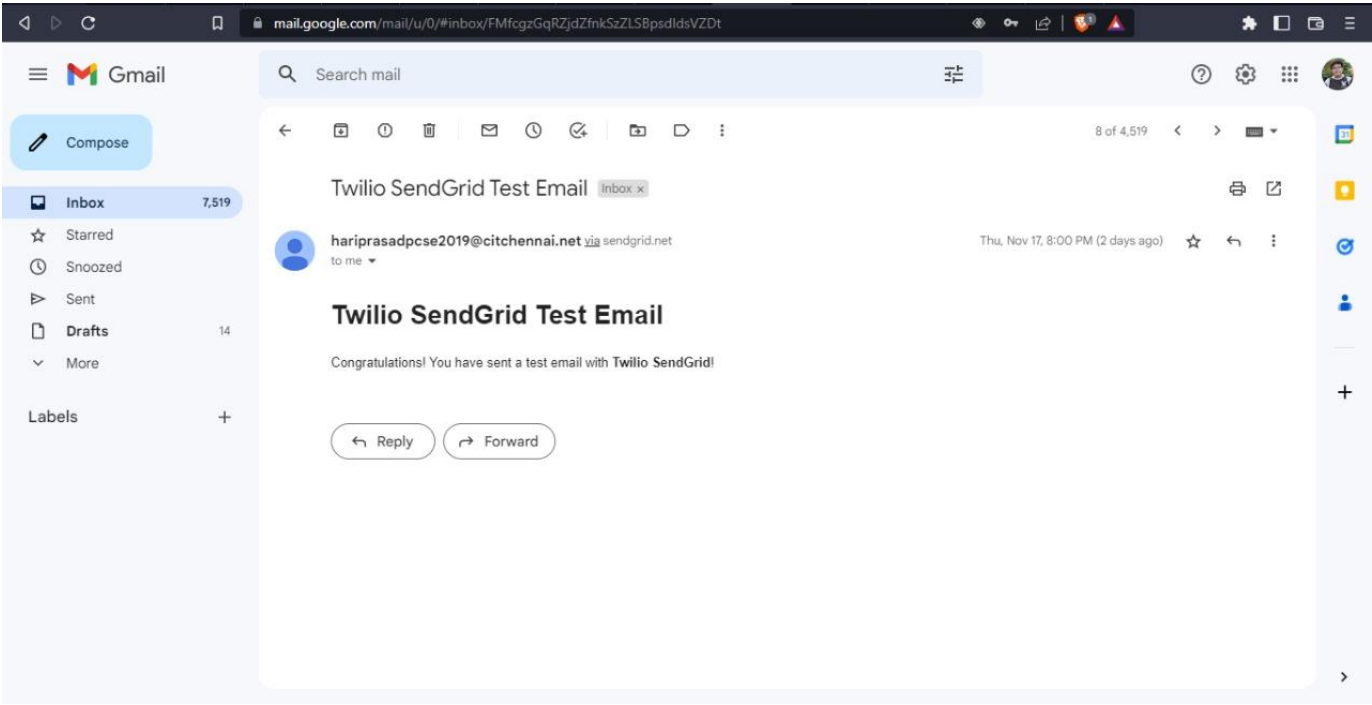 mail.google.com/mail/u/0/#inbox/FMfcgzGqRZjdZfnkSzZLSBpsdIdsVZDt
Gmail
Search mail
Compose
8 of 4,519
31
Inbox 7,519
Starred
Snoozed
Sent
Drafts 14
More
Labels
Twilio SendGrid Test Email Inbox x
hariprasadpcse2019@citchennai.net via sendgrid.net Thu, Nov 17, 8:00 PM (2 days ago)
to me
Twilio SendGrid Test Email
Congratulations! You have sent a test email with Twilio SendGrid!
Reply Forward